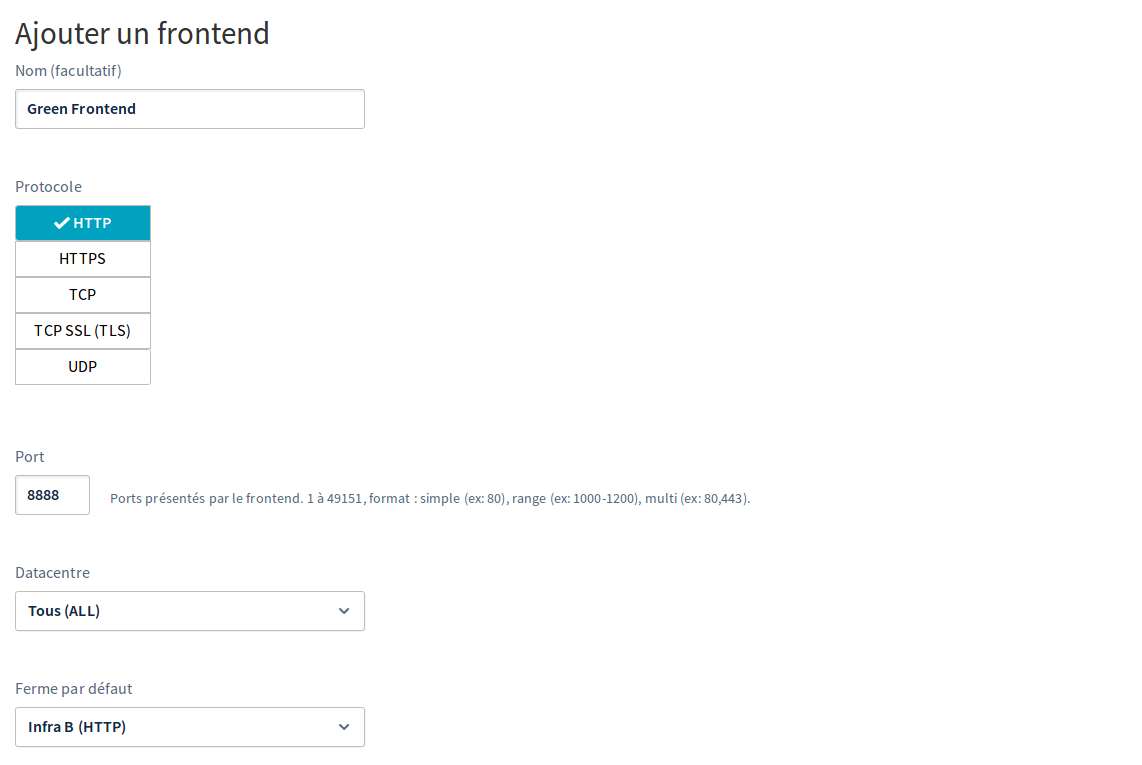 Ajouter un frontend
Nom (facultatif)
Green Frontend
Protocole
HTTP
HTTPS
TCP
TCP SSL (TLS)
UDP
Port
8888
Ports présentés par le frontend. 1 à 49151, format : simple (ex: 80), range (ex: 1000-1200), multi (ex: 80,443).
Datacentre
Tous (ALL)
Ferme par défaut
Infra B (HTTP)